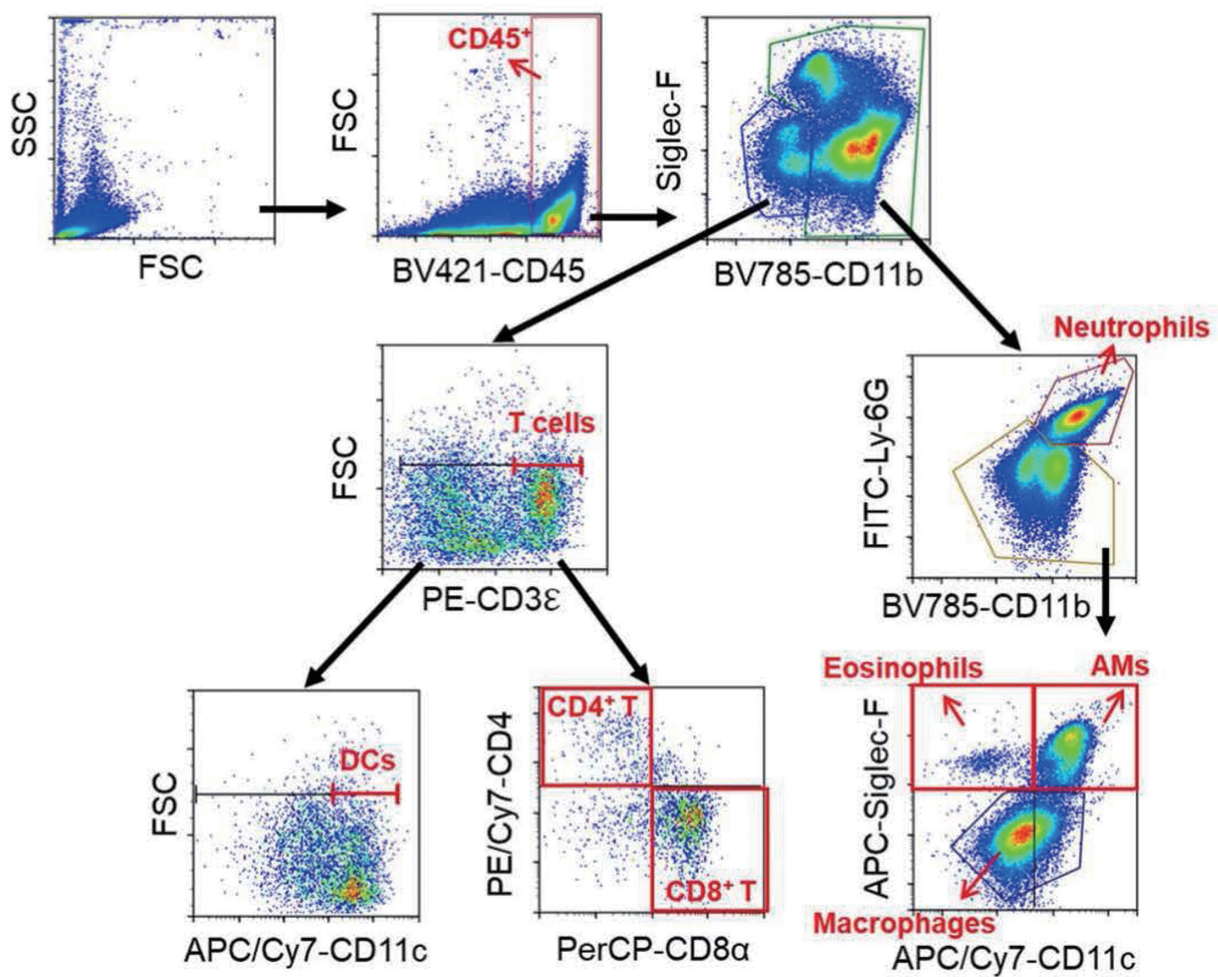 SSC
FSC
CD45⁺
FSC
BV421-CD45
Siglec-F
BV785-CD11b
T cells
FSC
PE-CD3ε
Neutrophils
FITC-Ly-6G
BV785-CD11b
DCs
FSC
APC/Cy7-CD11c
CD4⁺ T
CD8⁺ T
PE/Cy7-CD4
PerCP-CD8α
Eosinophils
AMs
APC-Siglec-F
Macrophages
APC/Cy7-CD11c